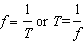 f = 1/T or T = 1/f